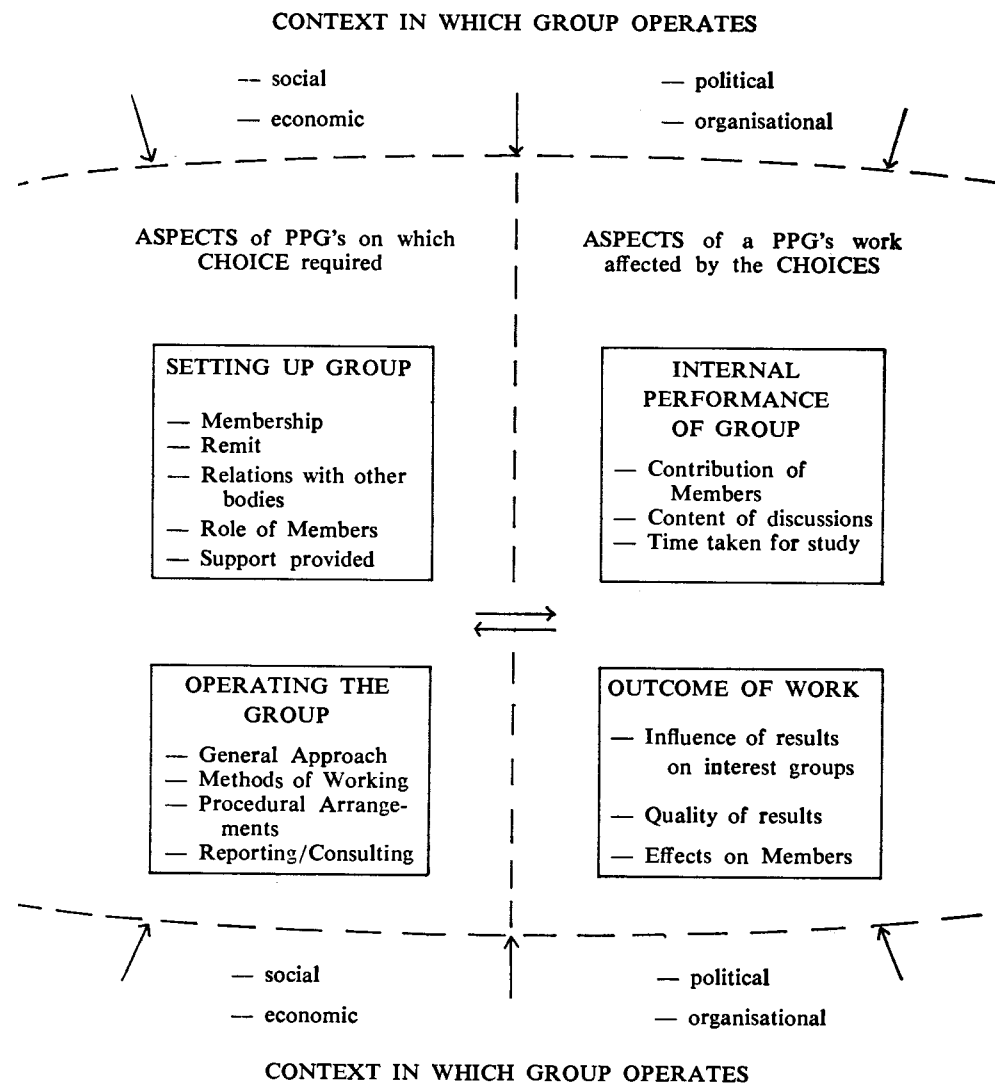 CONTEXT IN WHICH GROUP OPERATES
— social
— economic
— political
— organisational
ASPECTS of PPG's on which
CHOICE required
ASPECTS of a PPG's work
affected by the CHOICES
SETTING UP GROUP
— Membership
— Remit
— Relations with other
bodies
— Role of Members
— Support provided
INTERNAL
PERFORMANCE
OF GROUP
— Contribution of
Members
— Content of discussions
— Time taken for study
OPERATING THE
GROUP
— General Approach
— Methods of Working
— Procedural Arrange-
ments
— Reporting/Consulting
OUTCOME OF WORK
— Influence of results
on interest groups
— Quality of results
— Effects on Members
— social
— economic
— political
— organisational
CONTEXT IN WHICH GROUP OPERATES